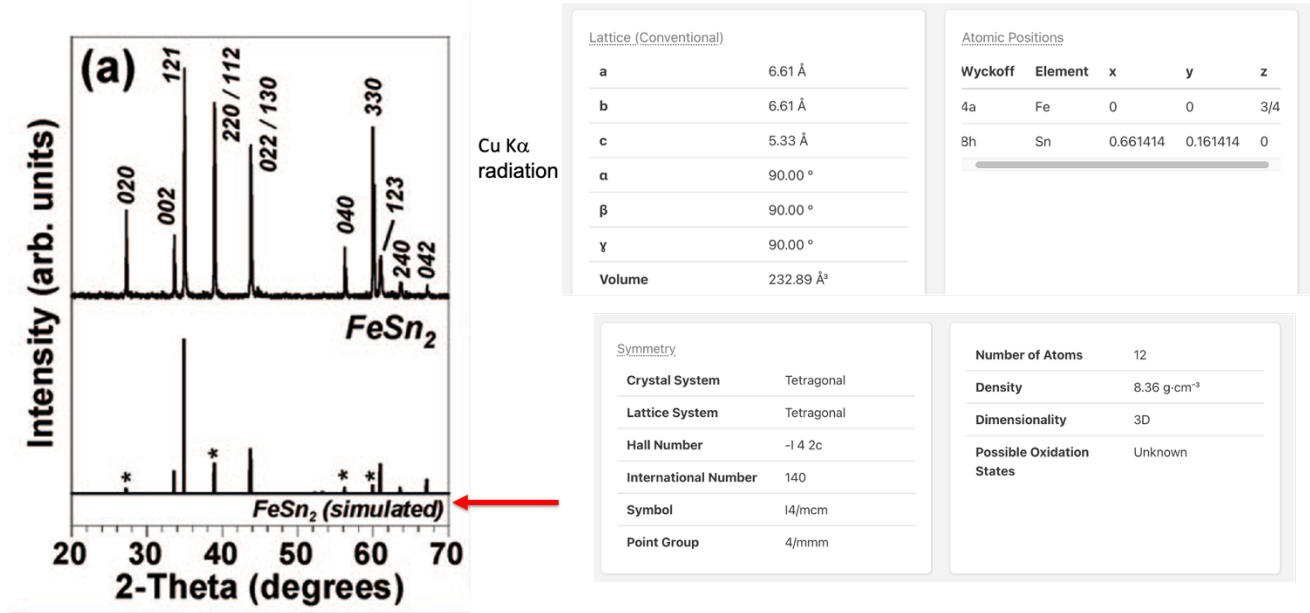 (a)
121
220 / 112
022 / 130
330
020
002
040
123
240
042
Intensity (arb. units)
FeSn2
*
*
*
*
FeSn2 (simulated)
20 30 40 50 60 70
2-Theta (degrees)
Cu Kα
radiation
Lattice (Conventional)
a 6.61 Å
b 6.61 Å
c 5.33 Å
α 90.00 º
β 90.00 º
ɣ 90.00 º
Volume 232.89 Å³
Atomic Positions
Wyckoff Element x y z
4a Fe 0 0 3/4
8h Sn 0.661414 0.161414 0
Symmetry
Crystal System Tetragonal
Lattice System Tetragonal
Hall Number -I 4 2c
International Number 140
Symbol I4/mcm
Point Group 4/mmm
Number of Atoms 12
Density 8.36 g·cm⁻³
Dimensionality 3D
Possible Oxidation Unknown
States